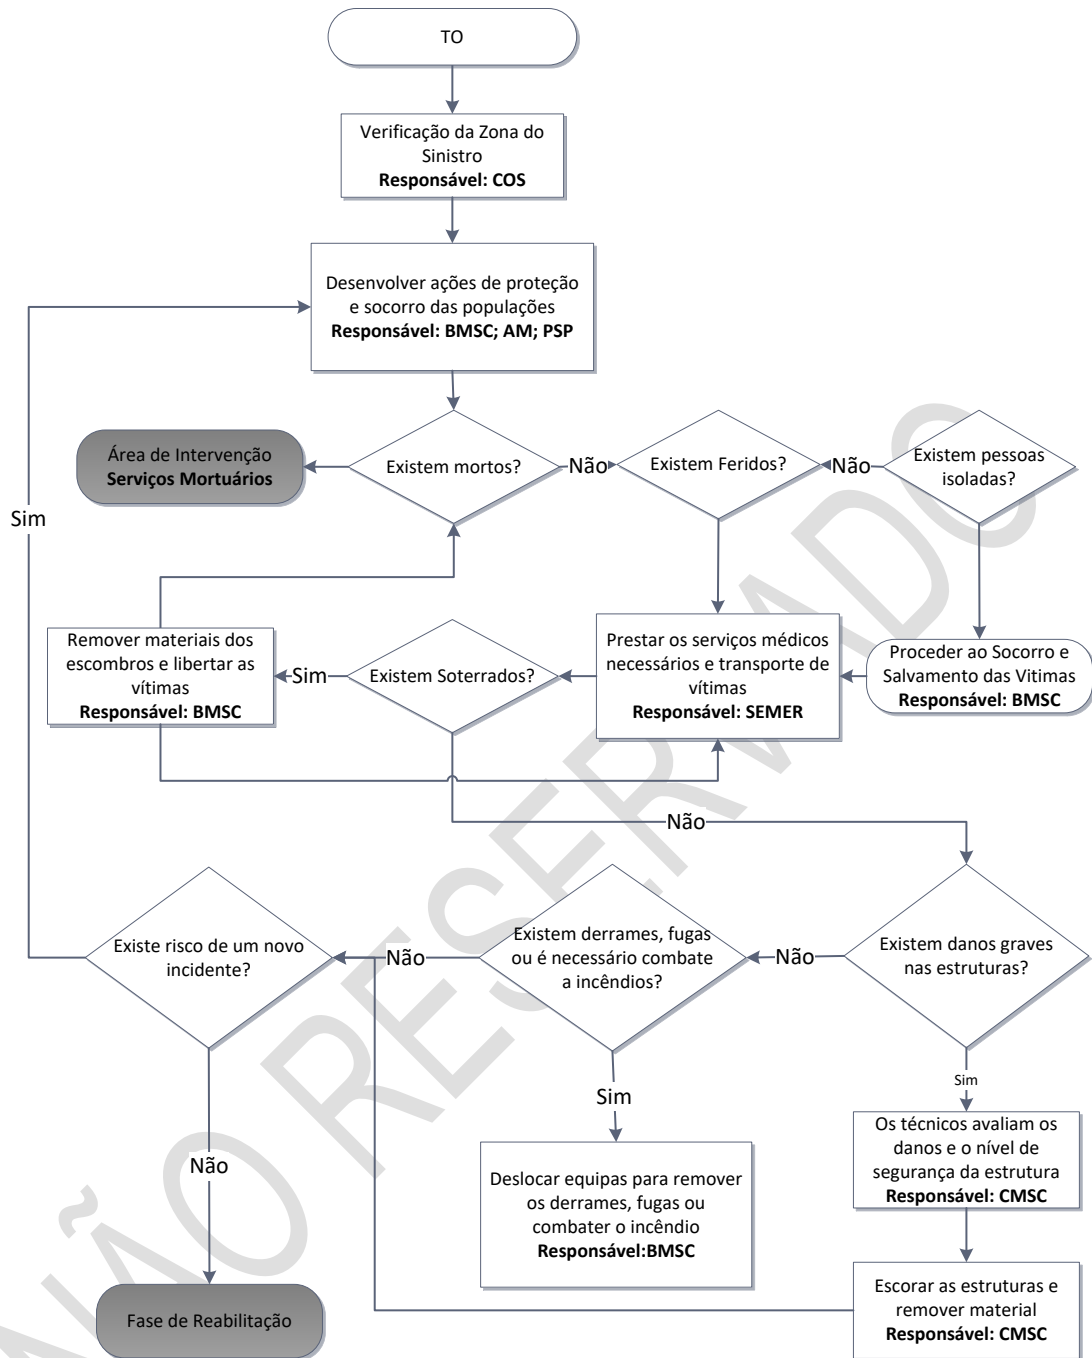 TO
Verificação da Zona do
Sinistro
Responsável: COS
Desenvolver ações de proteção
e socorro das populações
Responsável: BMSC; AM; PSP
Área de Intervenção
Serviços Mortuários
Existem mortos?
Não
Existem Feridos?
Não
Existem pessoas
isoladas?
Sim
Remover materiais dos
escombros e libertar as
vítimas
Responsável: BMSC
Sim
Existem Soterrados?
Prestar os serviços médicos
necessários e transporte de
vítimas
Responsável: SEMER
Proceder ao Socorro e
Salvamento das Vitimas
Responsável: BMSC
Não
Existe risco de um novo
incidente?
Não
Existem derrames, fugas
ou é necessário combate
a incêndios?
Não
Existem danos graves
nas estruturas?
Sim
Sim
Os técnicos avaliam os
danos e o nível de
segurança da estrutura
Responsável: CMSC
Não
Deslocar equipas para remover
os derrames, fugas ou
combater o incêndio
Responsável:BMSC
Escorar as estruturas e
remover material
Responsável: CMSC
Fase de Reabilitação
NÃO RESERVADO